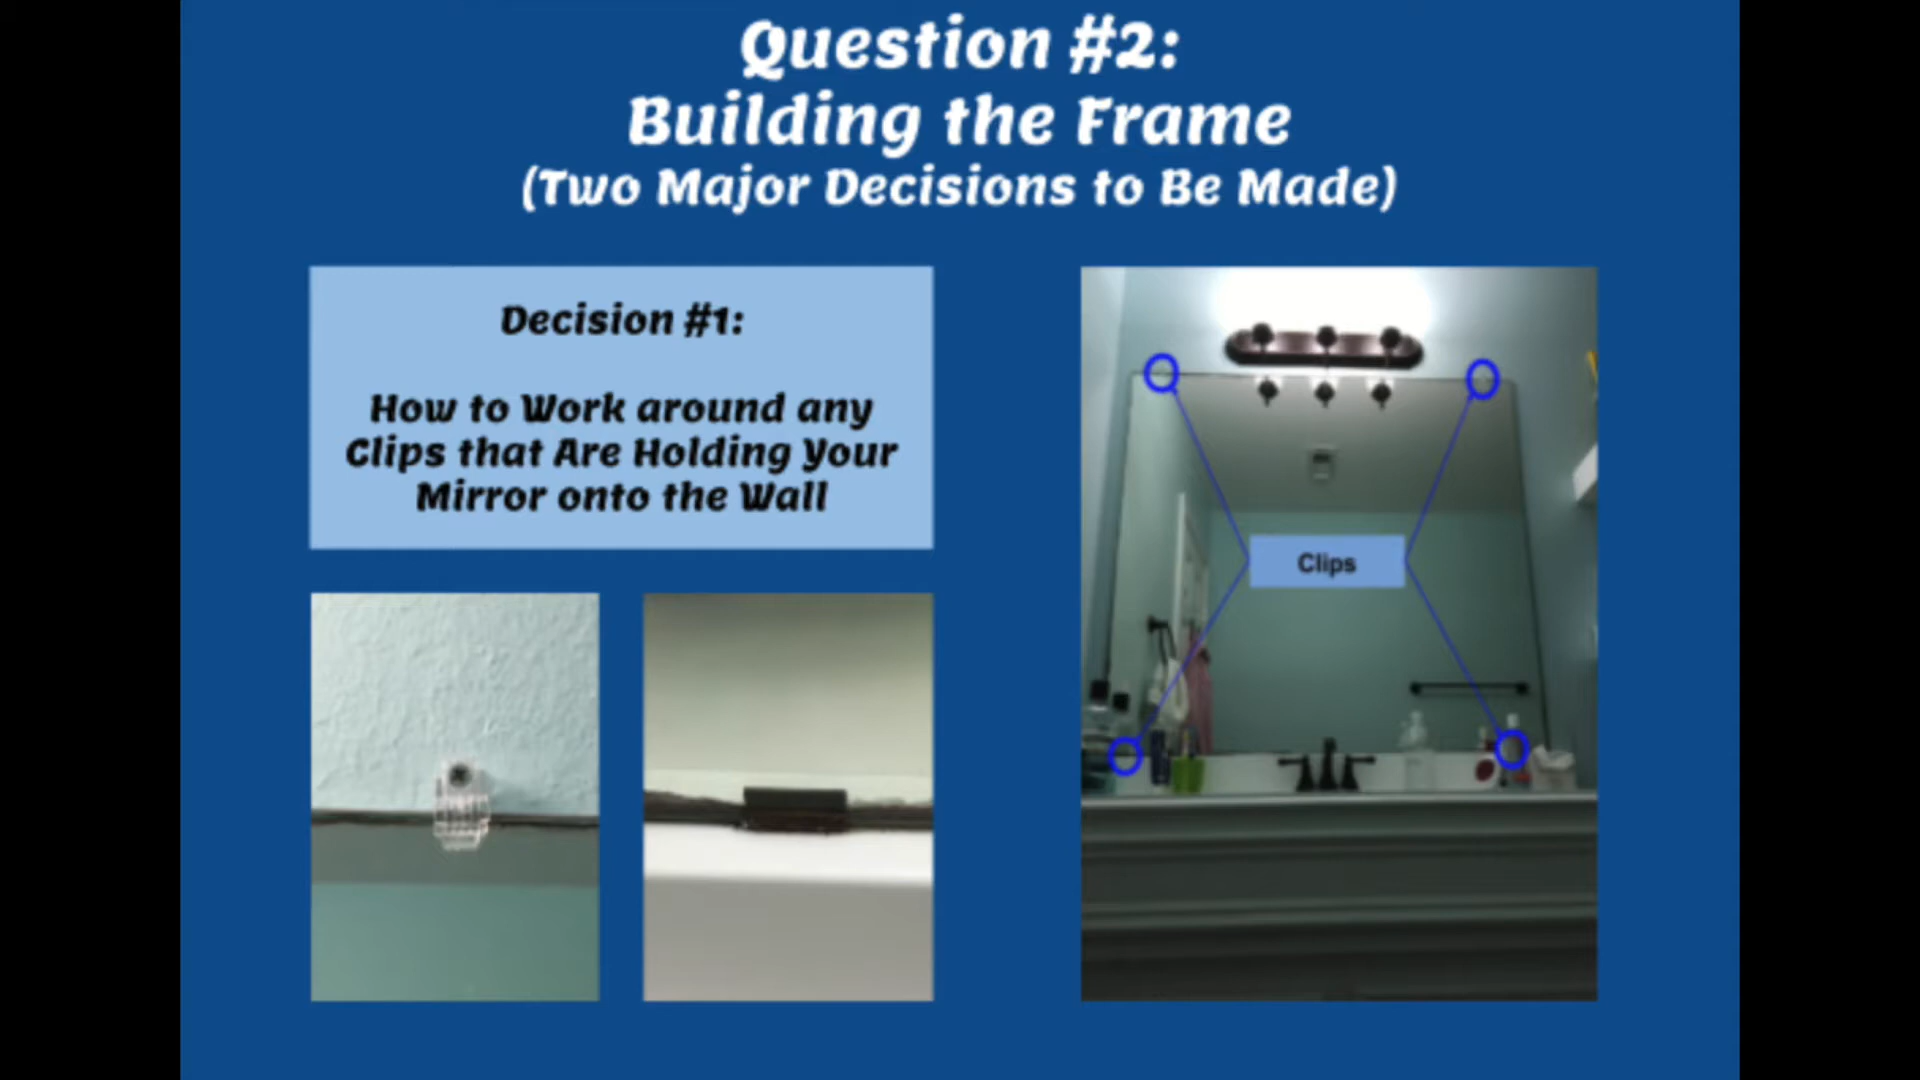 Question #2:
Building the Frame
(Two Major Decisions to Be Made)
Decision #1:
How to Work around any
Clips that Are Holding Your
Mirror onto the Wall
Clips